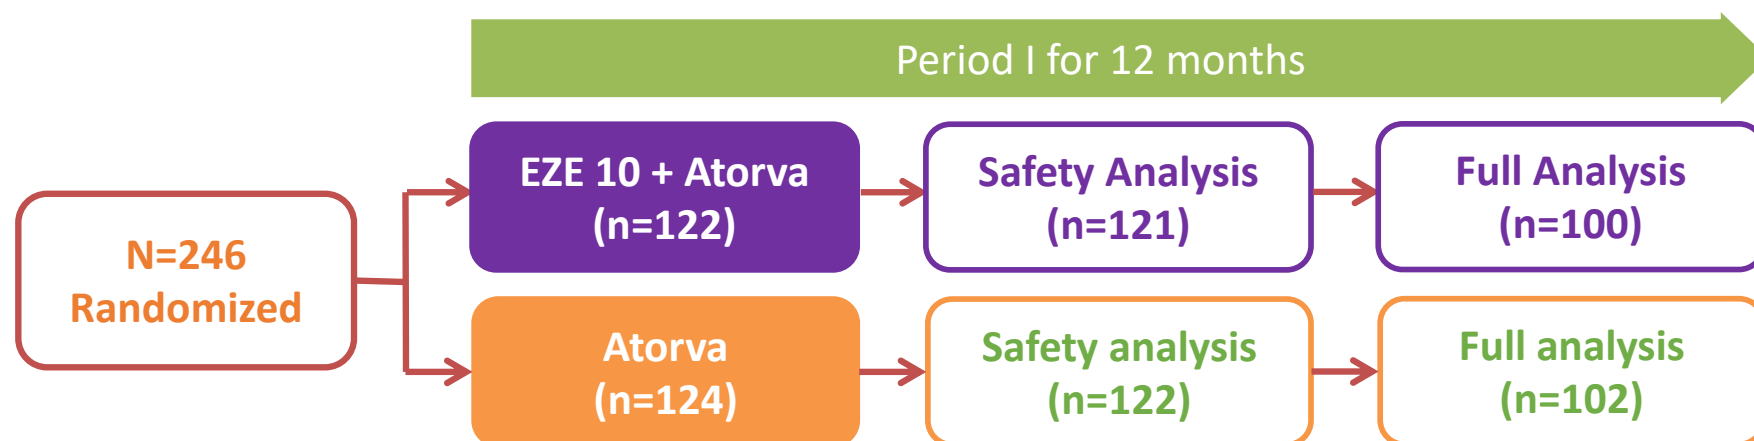 Period I for 12 months
EZE 10 + Atorva
(n=122)
Safety Analysis
(n=121)
Full Analysis
(n=100)
N=246
Randomized
Atorva
(n=124)
Safety analysis
(n=122)
Full analysis
(n=102)